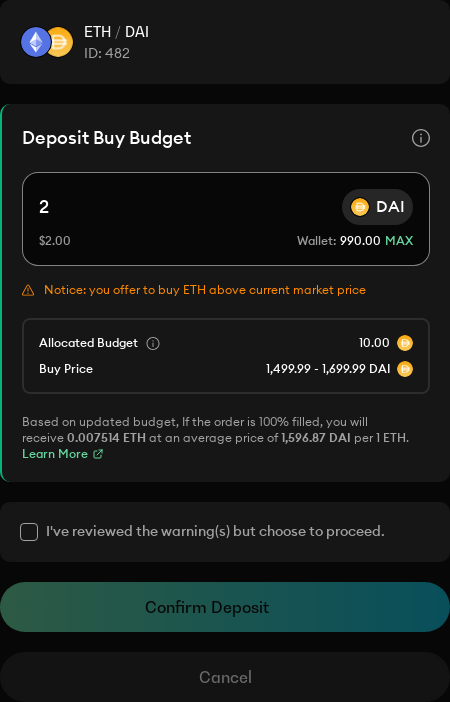 ETH / DAI
ID: 482
Deposit Buy Budget
2
DAI
$2.00
Wallet: 990.00 MAX
Notice: you offer to buy ETH above current market price
Allocated Budget
10.00
Buy Price
1,499.99 - 1,699.99 DAI
Based on updated budget, If the order is 100% filled, you will
receive 0.007514 ETH at an average price of 1,596.87 DAI per 1 ETH.
Learn More
I've reviewed the warning(s) but choose to proceed.
Confirm Deposit
Cancel